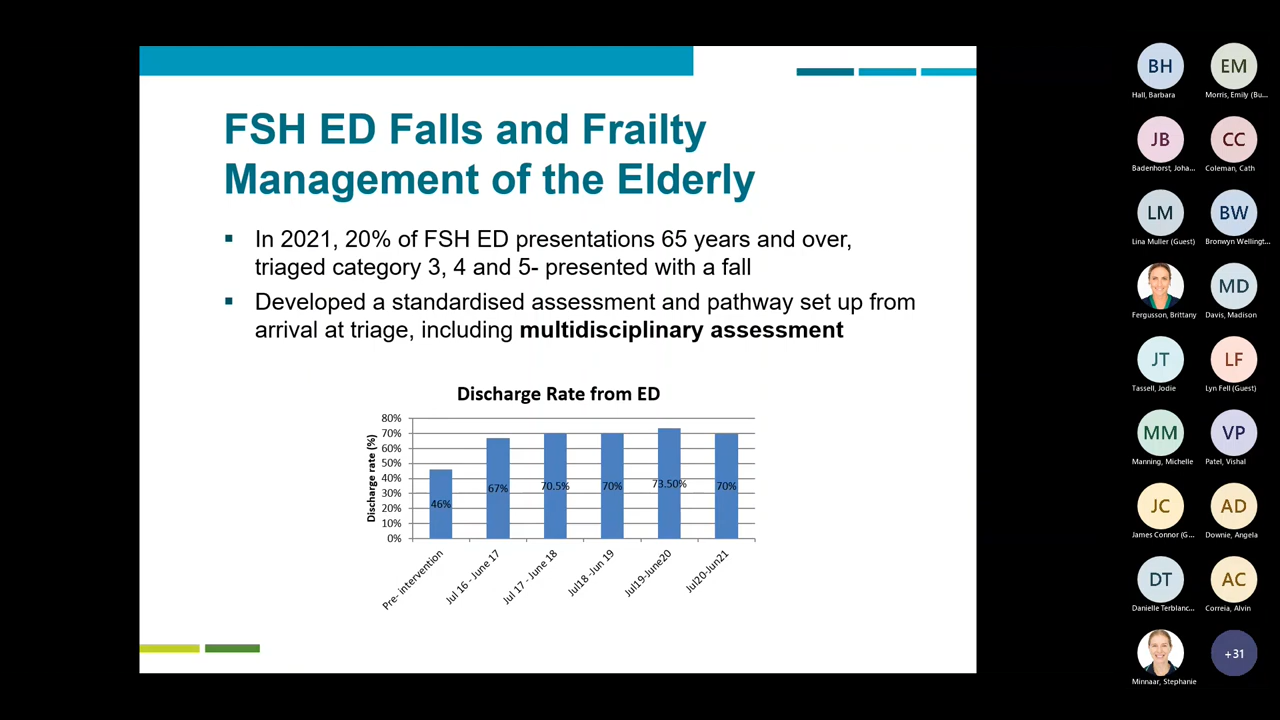 FSH ED Falls and Frailty
Management of the Elderly
In 2021, 20% of FSH ED presentations 65 years and over,
triaged category 3, 4 and 5- presented with a fall
Developed a standardised assessment and pathway set up from
arrival at triage, including multidisciplinary assessment
Discharge Rate from ED
Discharge rate (%)
80%
70%
60%
50%
40%
30%
20%
10%
0%
46%
67%
70.5%
70%
73.50%
70%
Pre- intervention
Jul 16 - June 17
Jul 17 - June 18
Jul18 -Jun 19
Jul19-June20
Jul20-Jun21
BH
Hall, Barbara
EM
Morris, Emily (Bu...
JB
Badenhorst, Joha...
CC
Coleman, Cath
LM
Lina Muller (Guest)
BW
Bronwyn Wellingt...
Fergusson, Brittany
MD
Davis, Madison
JT
Tassell, Jodie
LF
Lyn Fell (Guest)
MM
Manning, Michelle
VP
Patel, Vishal
JC
James Connor (G...
AD
Downie, Angela
DT
Danielle Terblanc...
AC
Correia, Alvin
Minnaar, Stephanie
+31